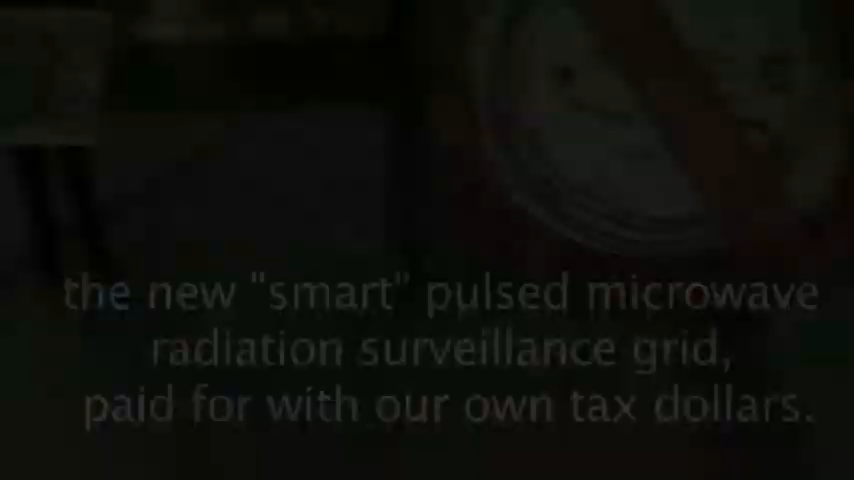 the new "smart" pulsed microwave
radiation surveillance grid,
paid for with our own tax dollars.